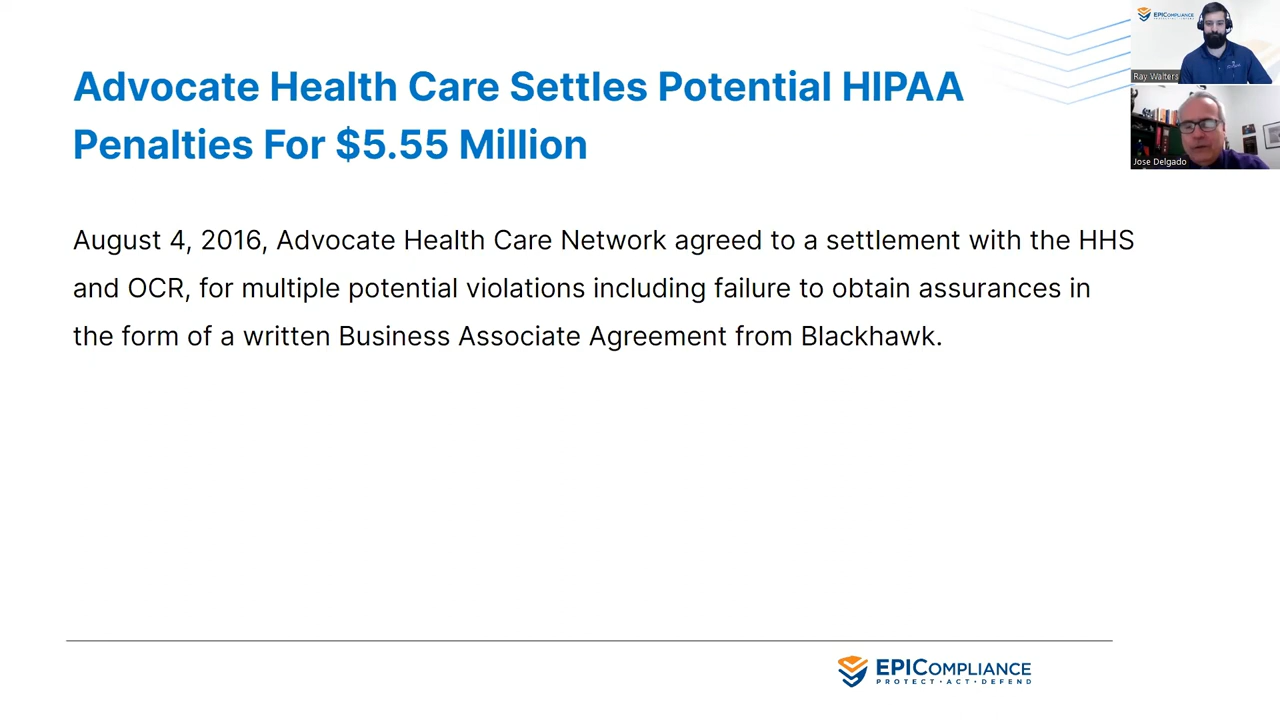 Advocate Health Care Settles Potential HIPAA
Penalties For $5.55 Million
August 4, 2016, Advocate Health Care Network agreed to a settlement with the HHS
and OCR, for multiple potential violations including failure to obtain assurances in
the form of a written Business Associate Agreement from Blackhawk.
EPICOMPLIANCE
Ray Walters
Jose Delgado
EPICOMPLIANCE
PROTECT·ACT·DEFEND